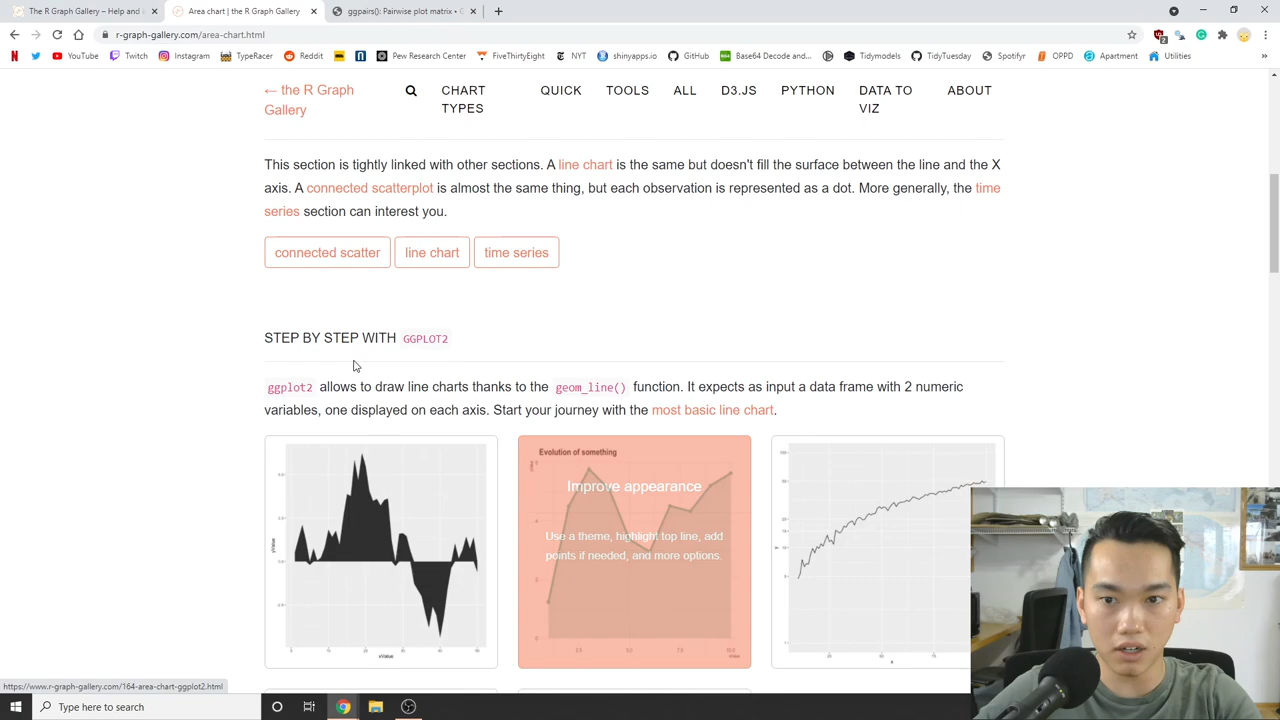 The R Graph Gallery – Help and i
Area chart | the R Graph Gallery
ggpairs(): Pairwise plot matrix •
r-graph-gallery.com/area-chart.html
YouTube
Twitch
Instagram
TypeRacer
Reddit
Pew Research Center
FiveThirtyEight
NYT
shinyapps.io
GitHub
Base64 Decode and...
Tidymodels
TidyTuesday
Spotifyr
OPPD
Apartment
Utilities
»
← the R Graph
Gallery
CHART
TYPES
QUICK
TOOLS
ALL
D3.JS
PYTHON
DATA TO
VIZ
ABOUT
This section is tightly linked with other sections. A line chart is the same but doesn't fill the surface between the line and the X
axis. A connected scatterplot is almost the same thing, but each observation is represented as a dot. More generally, the time
series section can interest you.
connected scatter
line chart
time series
STEP BY STEP WITH GGPLOT2
ggplot2 allows to draw line charts thanks to the geom_line() function. It expects as input a data frame with 2 numeric
variables, one displayed on each axis. Start your journey with the most basic line chart.
xValue
Evolution of something
Improve appearance
Use a theme, highlight top line, add
points if needed, and more options.
https://www.r-graph-gallery.com/164-area-chart-ggplot2.html
Type here to search